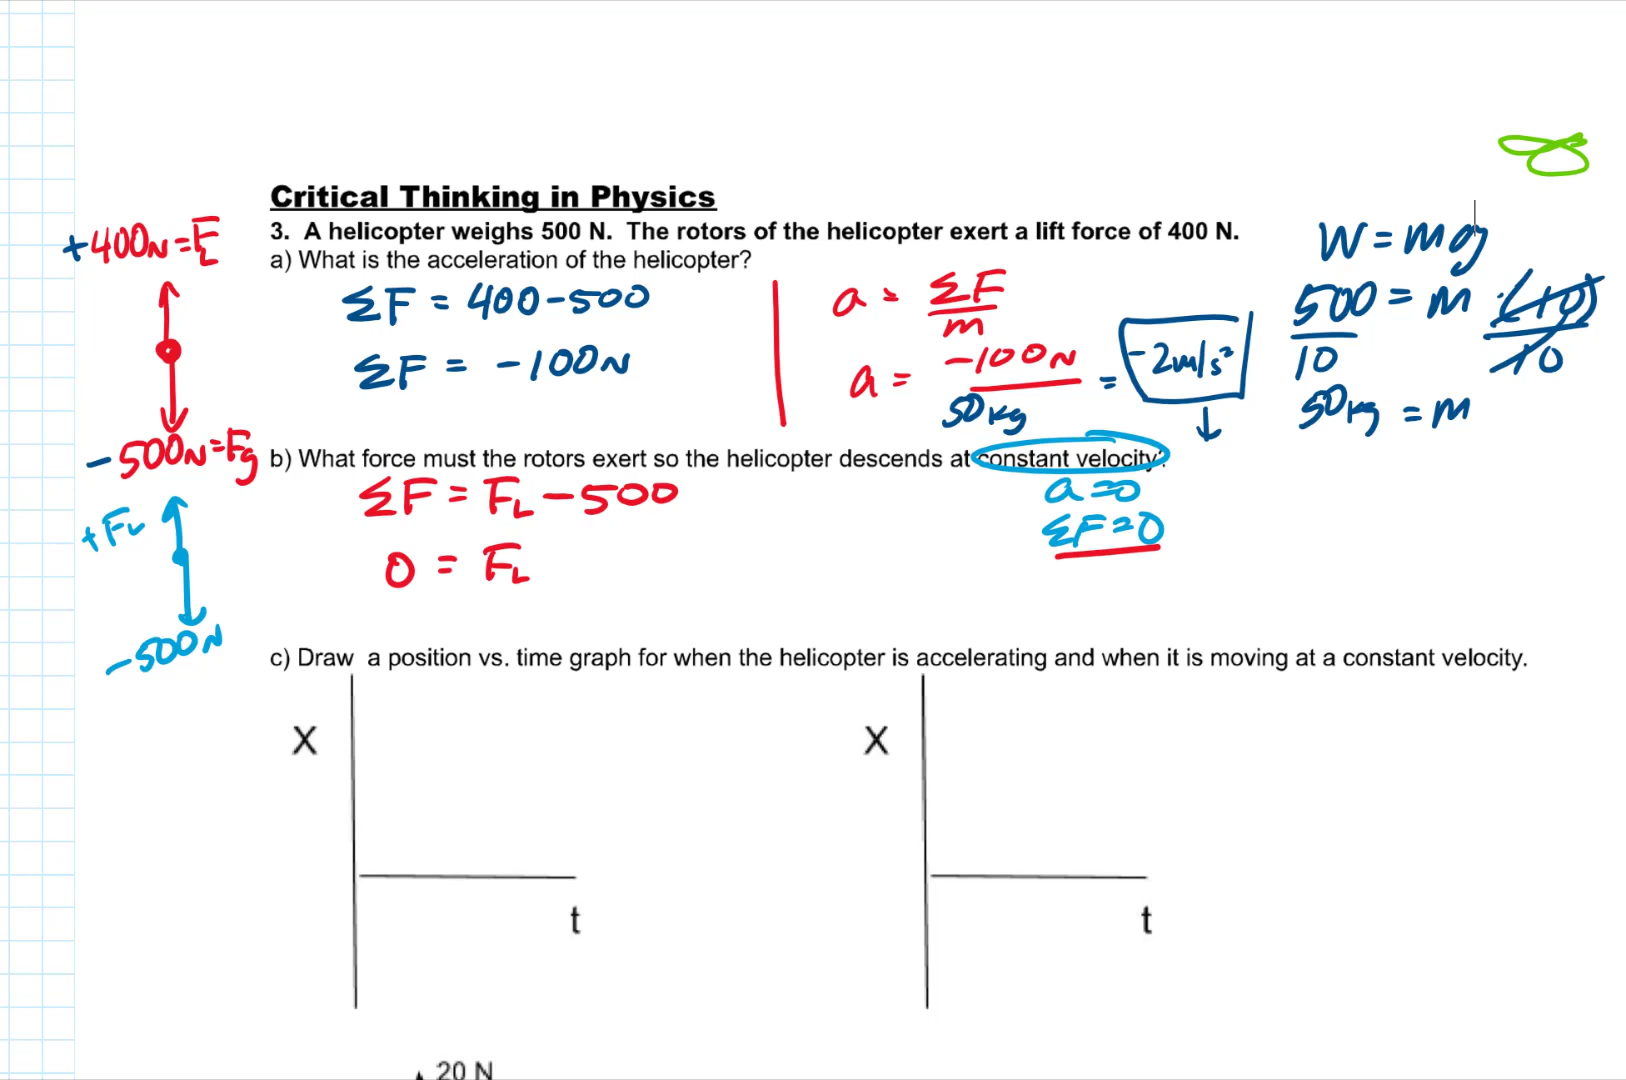 Critical Thinking in Physics
+400N=FL
3. A helicopter weighs 500 N. The rotors of the helicopter exert a lift force of 400 N.
a) What is the acceleration of the helicopter?
ΣF = 400-500
ΣF = -100N
a = ΣF
m
a = -100N
50kg
= -2m/s²
W = mg
500 = m · (10)
10 10
50kg = m
-500N=Fg
b) What force must the rotors exert so the helicopter descends at constant velocity?
ΣF = FL - 500
0 = FL
a=0
ΣF=0
+FL
-500N
c) Draw a position vs. time graph for when the helicopter is accelerating and when it is moving at a constant velocity.
X X
t t
20 N